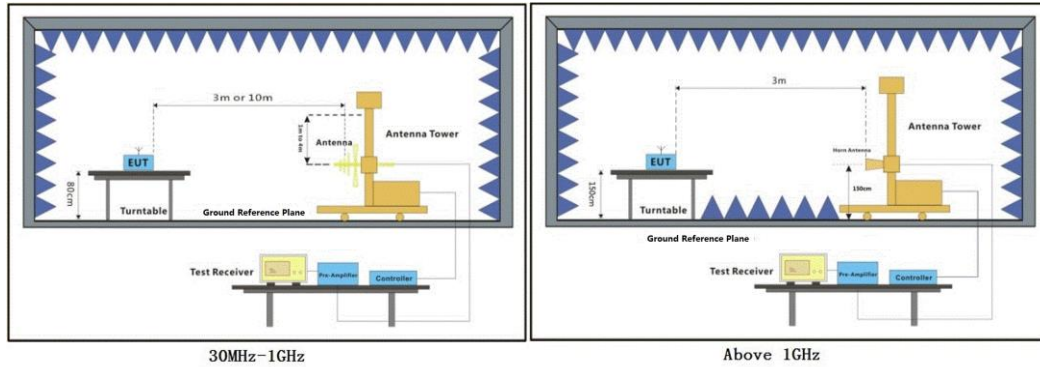 3m or 10m
1m to 4m
Antenna
Antenna Tower
EUT
80cm
Turntable
Ground Reference Plane
Test Receiver
Pre-Amplifier
Controller
30MHz-1GHz
3m
Antenna Tower
Horn Antenna
EUT
150cm
150cm
Turntable
Ground Reference Plane
Test Receiver
Pre-Amplifier
Controller
Above 1GHz